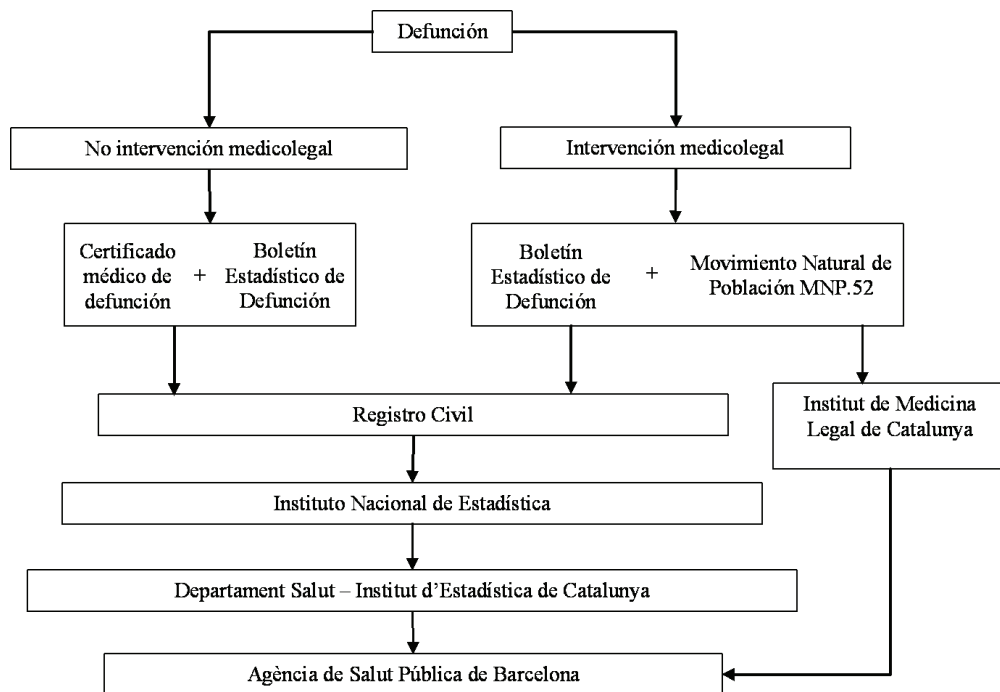 Defunción
No intervención medicolegal
Intervención medicolegal
Certificado
médico de
defunción
+
Boletín
Estadístico de
Defunción
Boletín
Estadístico de
Defunción
+
Movimiento Natural de
Población MNP.52
Registro Civil
Institut de Medicina
Legal de Catalunya
Instituto Nacional de Estadística
Departament Salut – Institut d’Estadística de Catalunya
Agència de Salut Pública de Barcelona